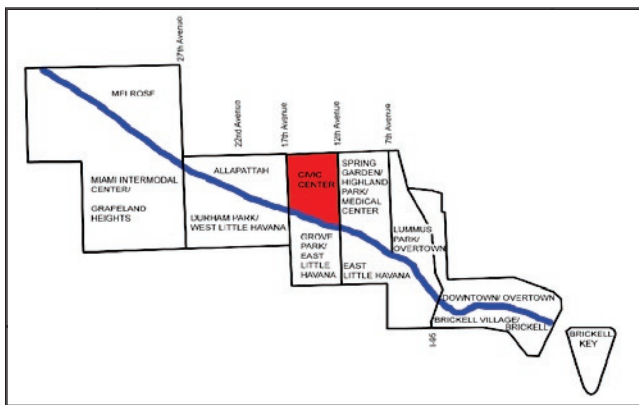 27th Avenue
22nd Avenue
17th Avenue
12th Avenue
7th Avenue
MELROSE
MIAMI INTERMODAL
CENTER/
GRAPELAND
HEIGHTS
ALLAPATTAH
DURHAM PARK/
WEST LITTLE HAVANA
CIVIC
CENTER
GROVE
PARK/
EAST
LITTLE
HAVANA
SPRING
GARDEN/
HIGHLAND
PARK/
MEDICAL
CENTER
EAST
LITTLE HAVANA
LUMMUS
PARK/
OVERTOWN
DOWNTOWN/ OVERTOWN
BRICKELL VILLAGE/
BRICKELL
I-95
BRICKELL
KEY